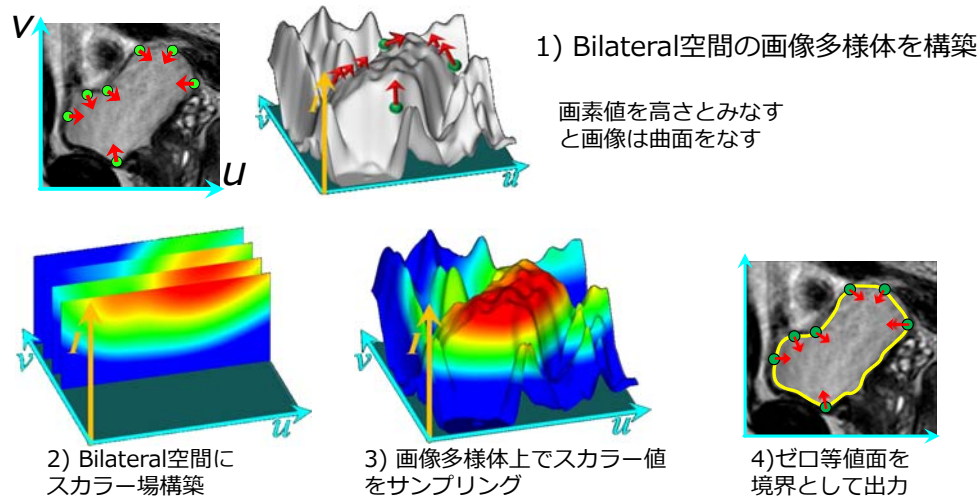 v
u
I
v
u
1) Bilateral空間の画像多様体を構築
画素値を高さとみなす
と画像は曲面をなす
I
v
u
2) Bilateral空間に
スカラー場構築
I
v
u
3) 画像多様体上でスカラー値
をサンプリング
4)ゼロ等値面を
境界として出力